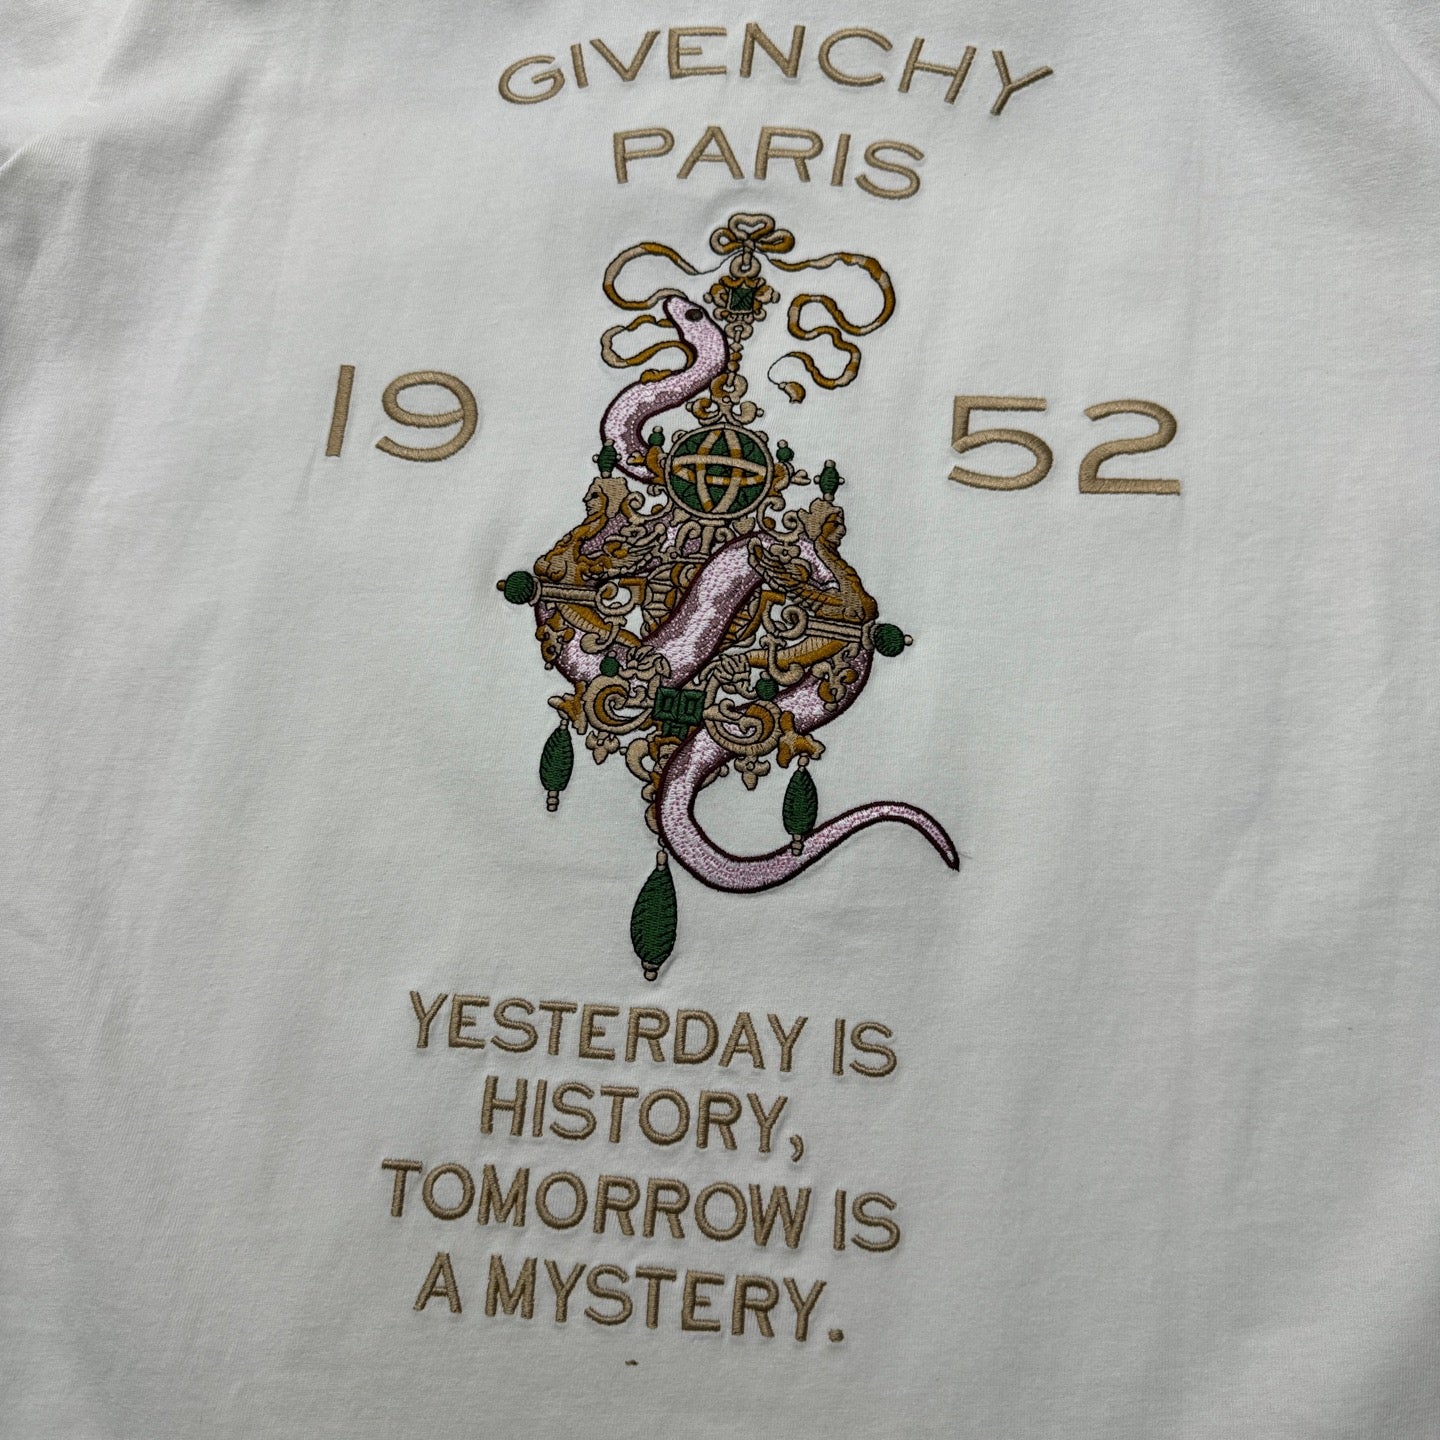 GIVENCHY
PARIS
19 52
YESTERDAY IS
HISTORY,
TOMORROW IS
A MYSTERY.